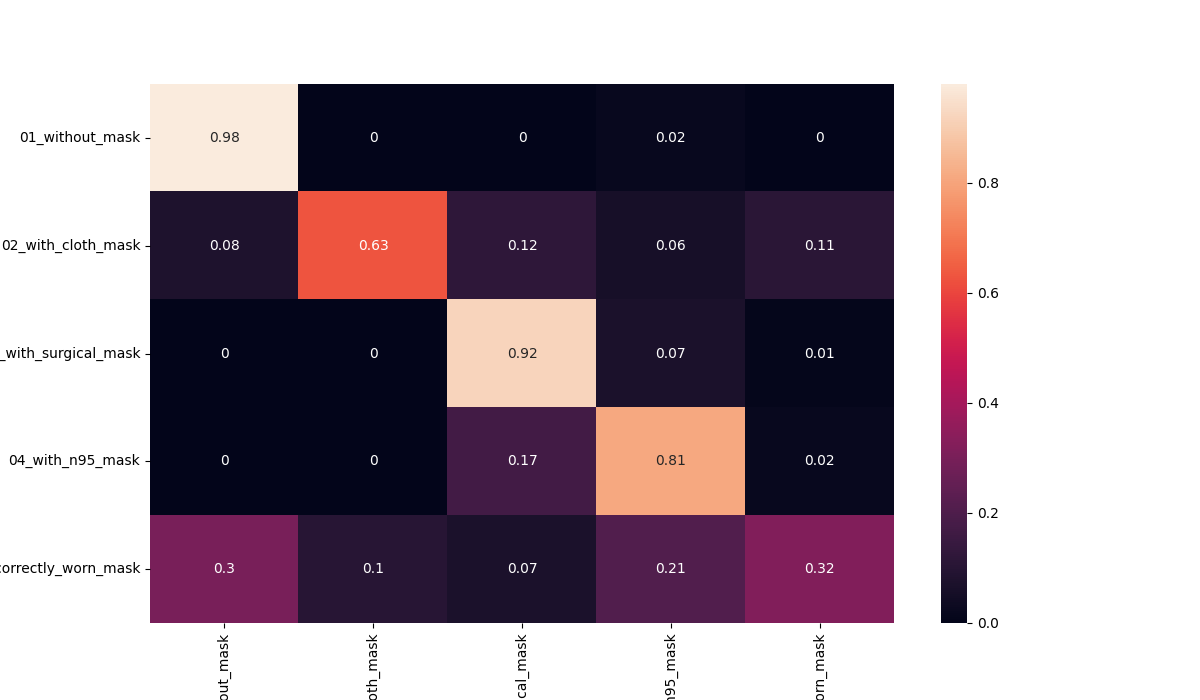 01_without_mask 0.98 0 0 0.02 0
02_with_cloth_mask 0.08 0.63 0.12 0.06 0.11
_with_surgical_mask 0 0 0.92 0.07 0.01
04_with_n95_mask 0 0 0.17 0.81 0.02
correctly_worn_mask 0.3 0.1 0.07 0.21 0.32
out_mask
oth_mask
cal_mask
n95_mask
orn_mask
0.8
0.6
0.4
0.2
0.0